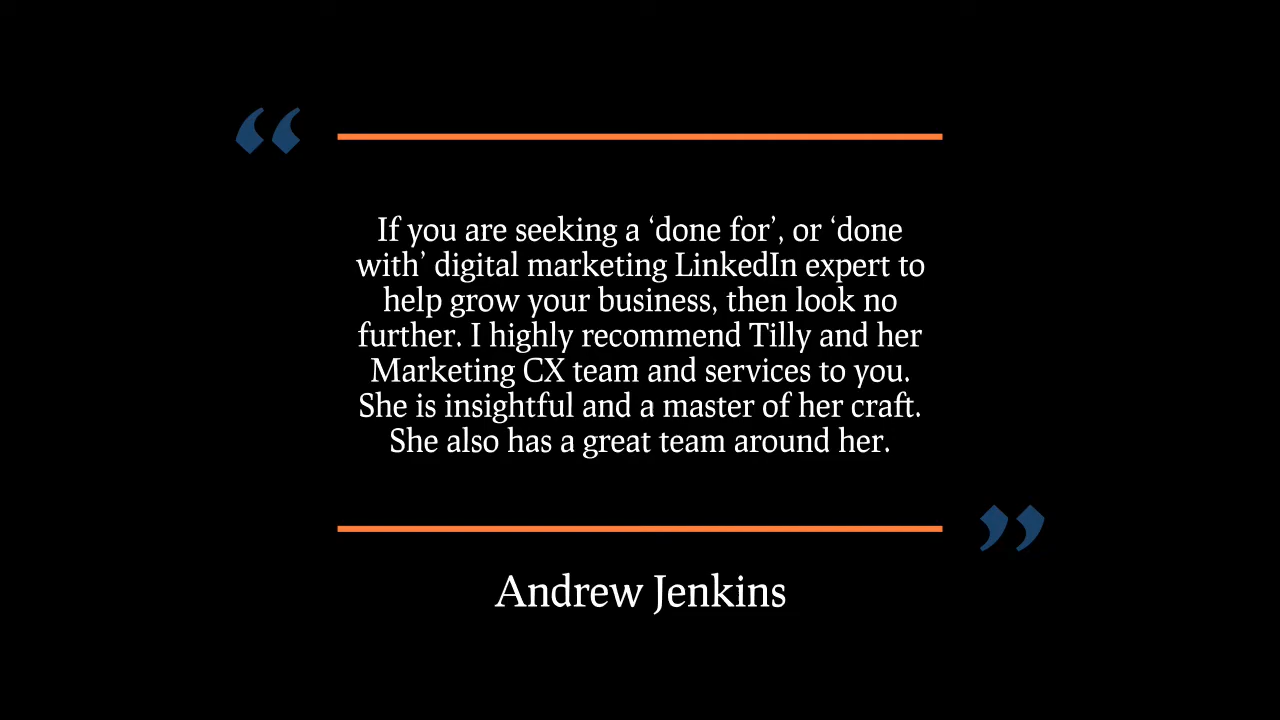 “
If you are seeking a ‘done for’, or ‘done
with’ digital marketing LinkedIn expert to
help grow your business, then look no
further. I highly recommend Tilly and her
Marketing CX team and services to you.
She is insightful and a master of her craft.
She also has a great team around her.
”
Andrew Jenkins